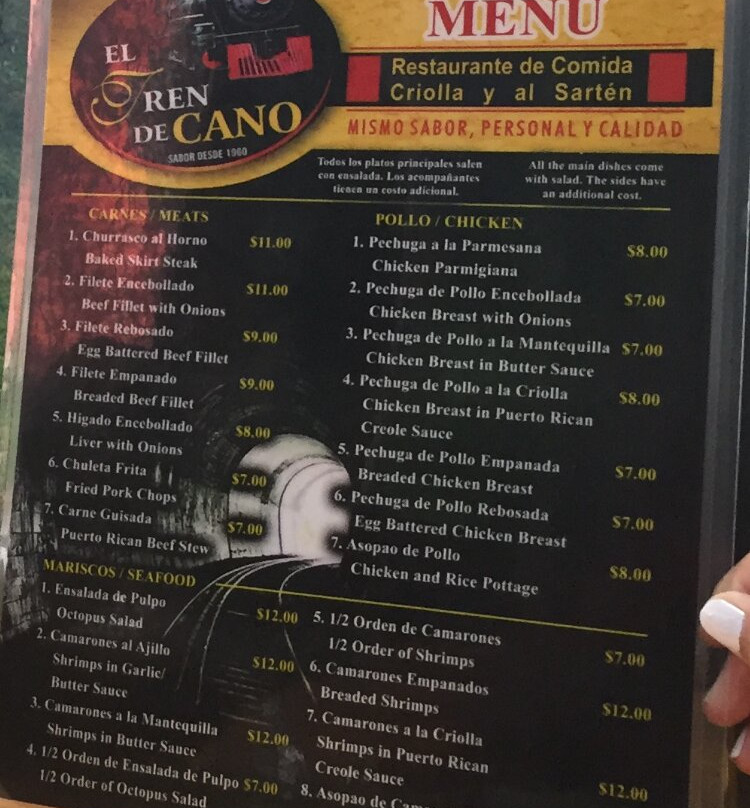 MENU
EL
TREN
DE CANO
SABOR DESDE 1960
Restaurante de Comida
Criolla y al Sartén
MISMO SABOR, PERSONAL Y CALIDAD
Todos los platos principales salen
con ensalada. Los acompañantes
tienen un costo adicional.
All the main dishes come
with salad. The sides have
an additional cost.
CARNES / MEATS
1. Churrasco al Horno $11.00
Baked Skirt Steak
2. Filete Encebollado $11.00
Beef Fillet with Onions
3. Filete Rebosado $9.00
Egg Battered Beef Fillet
4. Filete Empanado $9.00
Breaded Beef Fillet
5. Higado Encebollado $8.00
Liver with Onions
6. Chuleta Frita $7.00
Fried Pork Chops
7. Carne Guisada $7.00
Puerto Rican Beef Stew
POLLO / CHICKEN
1. Pechuga a la Parmesana $8.00
Chicken Parmigiana
2. Pechuga de Pollo Encebollada $7.00
Chicken Breast with Onions
3. Pechuga de Pollo a la Mantequilla $7.00
Chicken Breast in Butter Sauce
4. Pechuga de Pollo a la Criolla $8.00
Chicken Breast in Puerto Rican
Creole Sauce
5. Pechuga de Pollo Empanada $7.00
Breaded Chicken Breast
6. Pechuga de Pollo Rebosada $7.00
Egg Battered Chicken Breast
7. Asopao de Pollo $8.00
Chicken and Rice Pottage
MARISCOS / SEAFOOD
1. Ensalada de Pulpo $12.00
Octopus Salad
2. Camarones al Ajillo $12.00
Shrimps in Garlic/
Butter Sauce
3. Camarones a la Mantequilla $12.00
Shrimps in Butter Sauce
4. 1/2 Orden de Ensalada de Pulpo $7.00
1/2 Order of Octopus Salad
5. 1/2 Orden de Camarones $7.00
1/2 Order of Shrimps
6. Camarones Empanados $12.00
Breaded Shrimps
7. Camarones a la Criolla $12.00
Shrimps in Puerto Rican
Creole Sauce
8. Asopao de